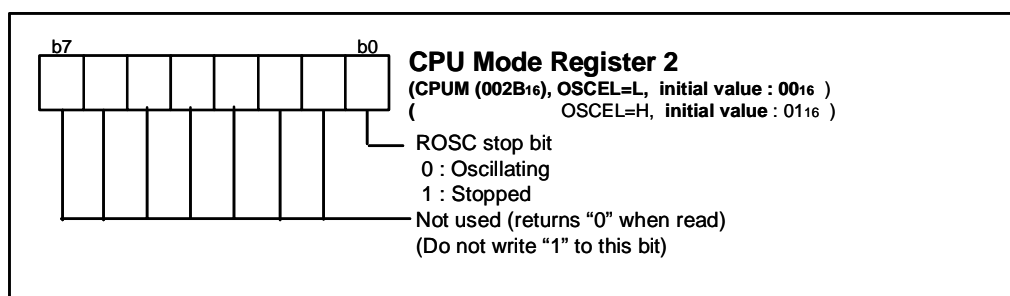 b7 b0
CPU Mode Register 2
(CPUM (002B16), OSCEL=L, initial value : 0016 )
( OSCEL=H, initial value : 0116 )
ROSC stop bit
0 : Oscillating
1 : Stopped
Not used (returns “0” when read)
(Do not write “1” to this bit)